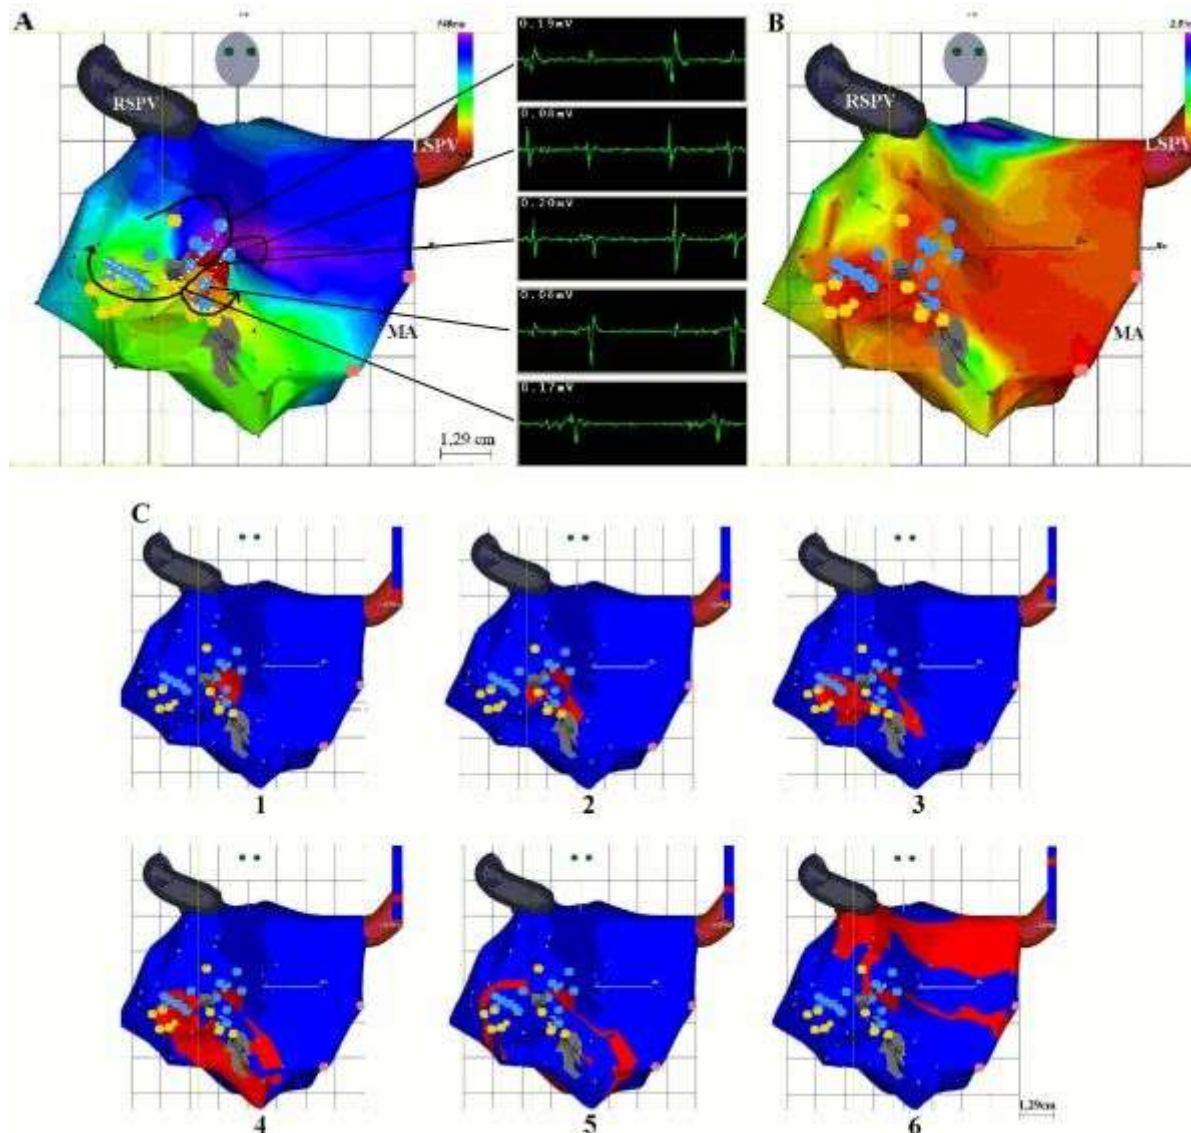 A
RSPV
LSPV
MA
1,29 cm
0.19mV
0.08mV
0.20mV
0.06mV
0.17mV
B
RSPV
LSPV
MA
C
1
2
3
4
5
6
1,29cm